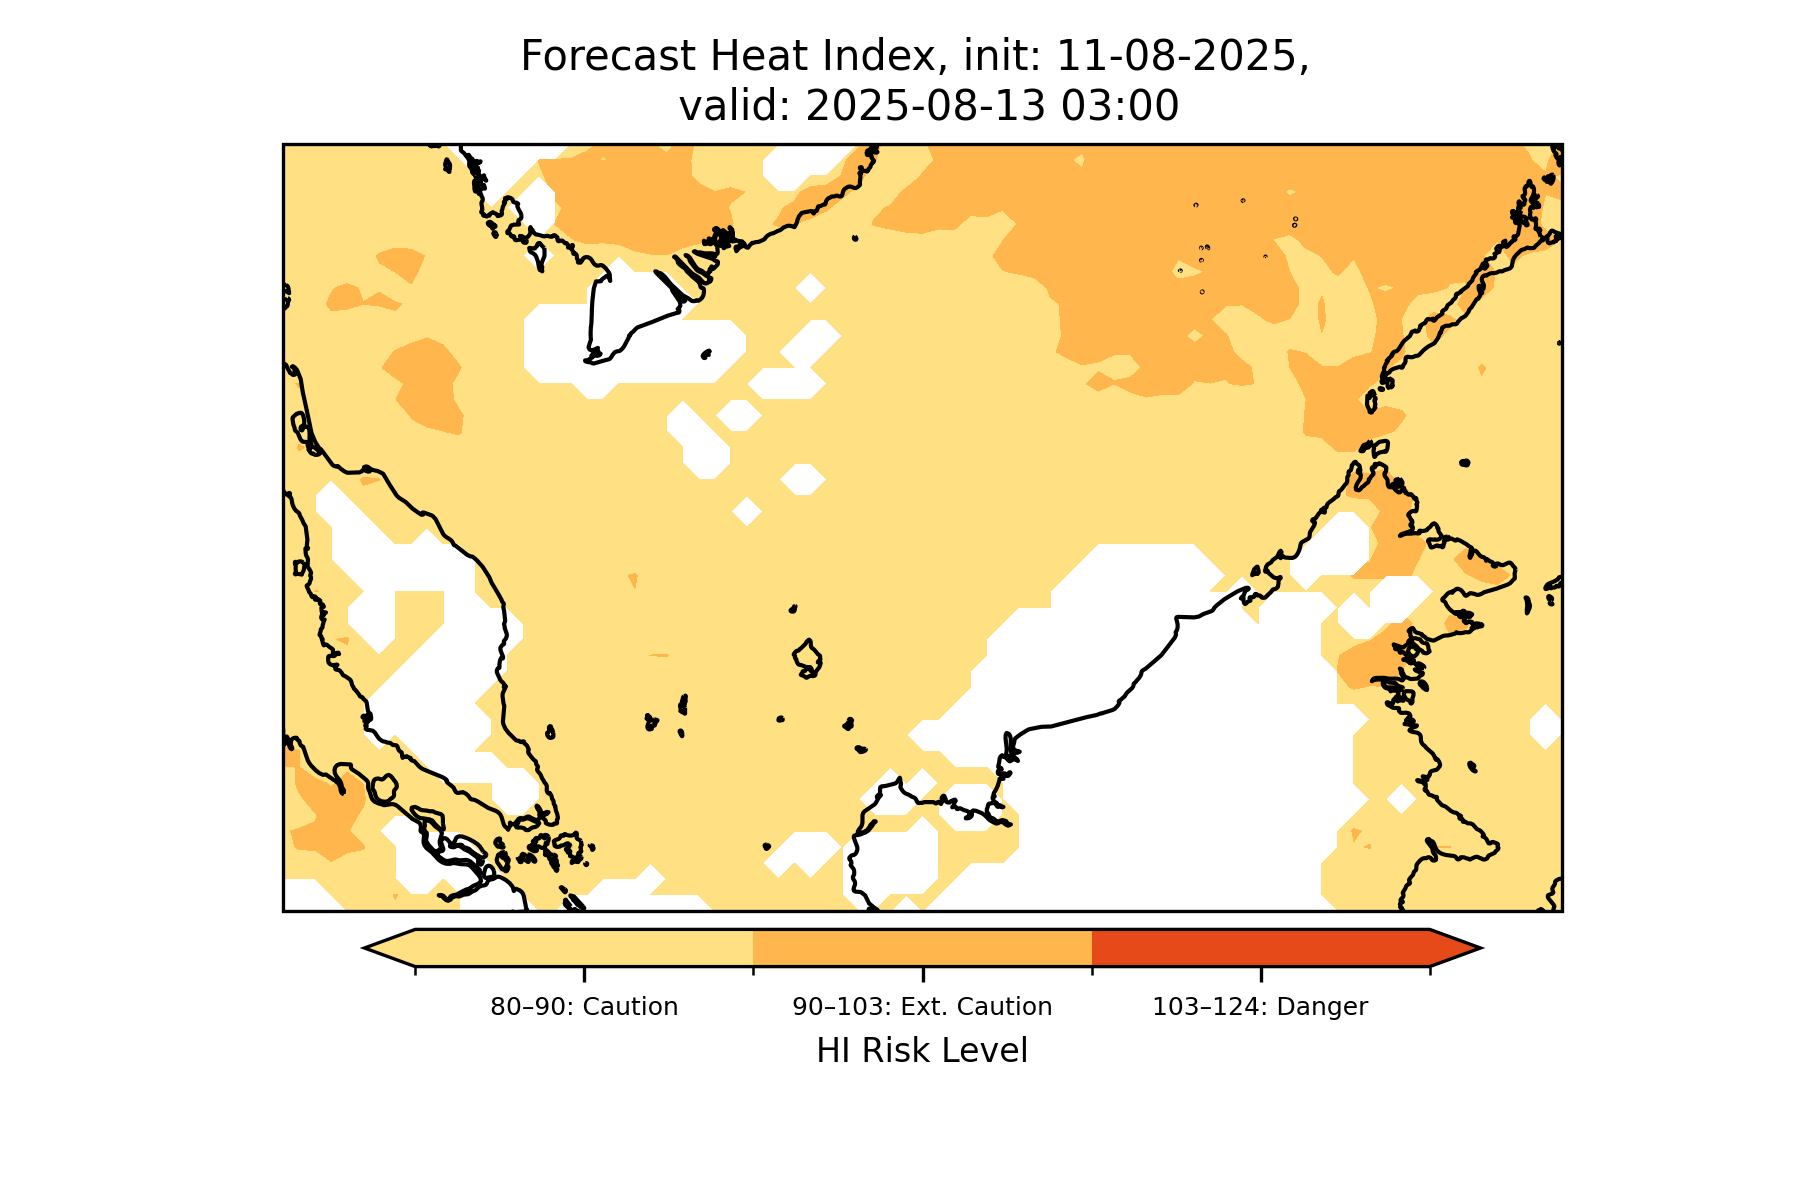 Forecast Heat Index, init: 11-08-2025,
valid: 2025-08-13 03:00
80–90: Caution
90–103: Ext. Caution
103–124: Danger
HI Risk Level